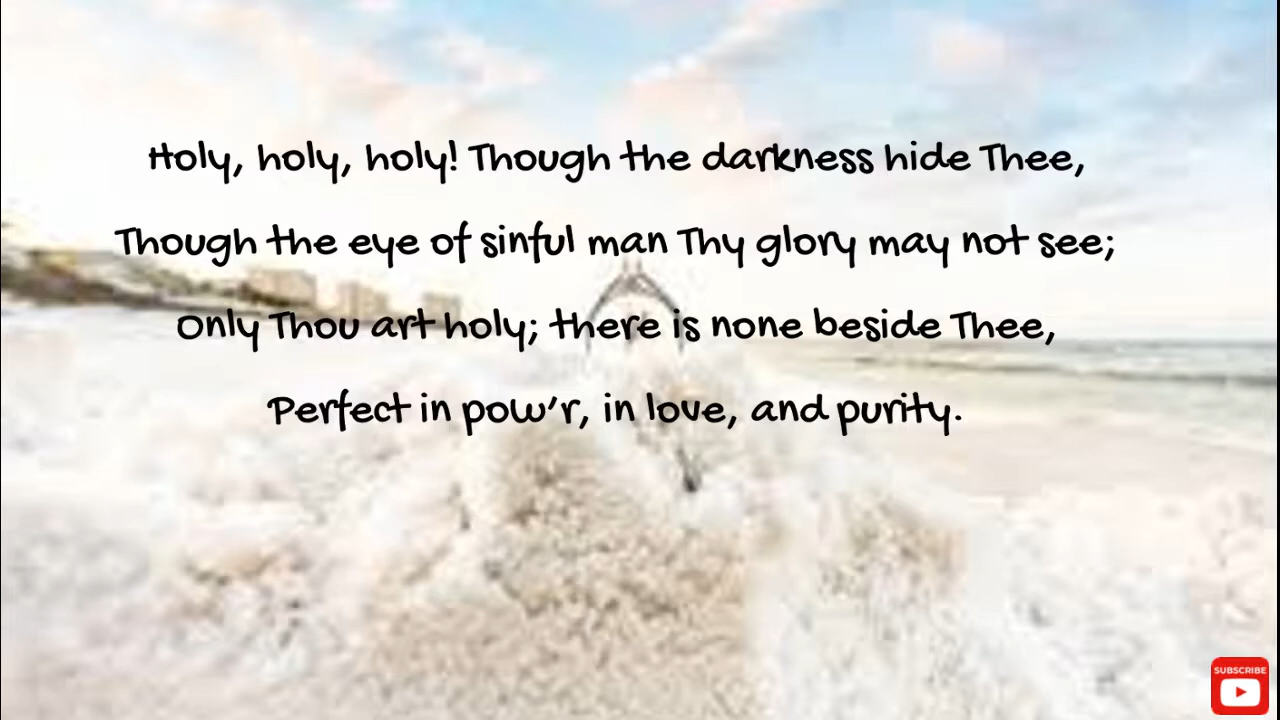 Holy, holy, holy! Though the darkness hide Thee,
Though the eye of sinful man Thy glory may not see;
Only Thou art holy; there is none beside Thee,
Perfect in pow'r, in love, and purity.
SUBSCRIBE